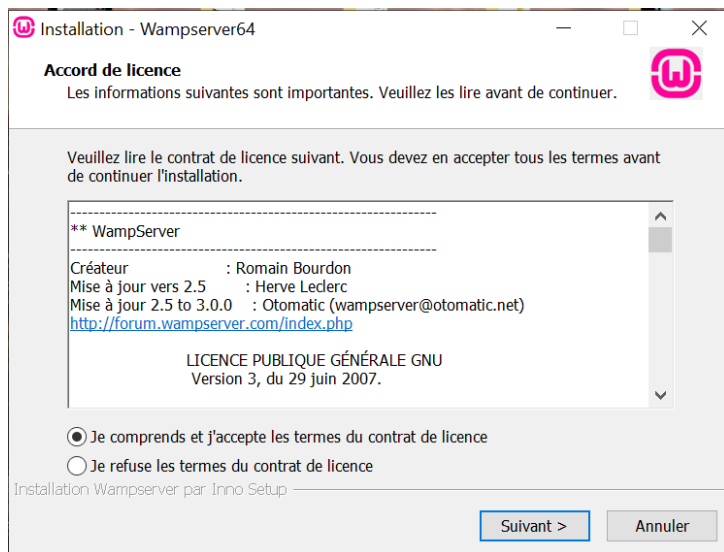 Installation - Wampserver64
Accord de licence
Les informations suivantes sont importantes. Veuillez les lire avant de continuer.
Veuillez lire le contrat de licence suivant. Vous devez en accepter tous les termes avant
de continuer l'installation.
---------------------------------------------------------------
** WampServer
---------------------------------------------------------------
Créateur : Romain Bourdon
Mise à jour vers 2.5 : Herve Leclerc
Mise à jour 2.5 to 3.0.0 : Otomatic (wampserver@otomatic.net)
http://forum.wampserver.com/index.php
LICENCE PUBLIQUE GÉNÉRALE GNU
Version 3, du 29 juin 2007.
Je comprends et j'accepte les termes du contrat de licence
Je refuse les termes du contrat de licence
Installation Wampserver par Inno Setup
Suivant > Annuler